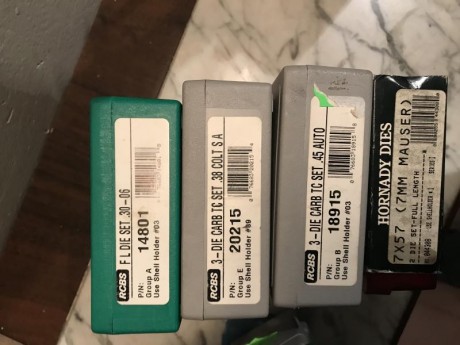 RCBS
F L DIE SET .30-06
P/N: 14801
Group A
Use Shell Holder #03
RCBS
3-DIE CARB TC SET .38 COLT S A
P/N: 20215
Group E
Use Shell Holder #39
RCBS
3-DIE CARB TC SET .45 AUTO
P/N: 18915
Group B
Use Shell Holder #03
HORNADY DIES
7X57 (7MM MAUSER)
2 DIE SET-FULL LENGTH